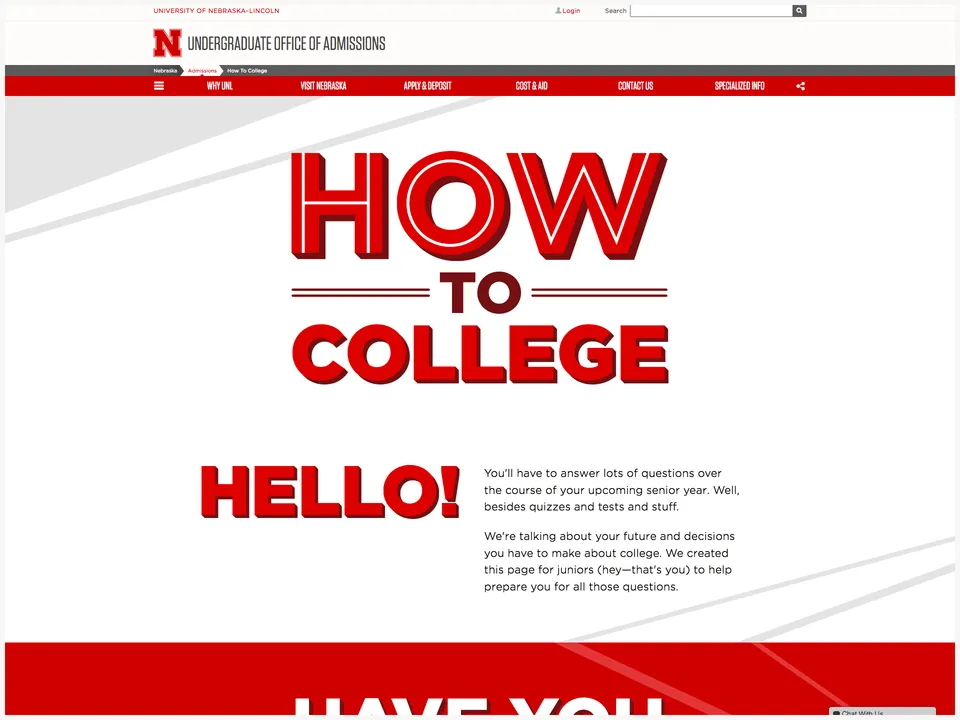 UNIVERSITY OF NEBRASKA–LINCOLN
Login
Search
N
UNDERGRADUATE OFFICE OF ADMISSIONS
Nebraska
Admissions
How To College
WHY UNL
VISIT NEBRASKA
APPLY & DEPOSIT
COST & AID
CONTACT US
SPECIALIZED INFO
HOW
TO
COLLEGE
HELLO!
You'll have to answer lots of questions over
the course of your upcoming senior year. Well,
besides quizzes and tests and stuff.
We're talking about your future and decisions
you have to make about college. We created
this page for juniors (hey—that's you) to help
prepare you for all those questions.
HAVE YOU
Chat With Us